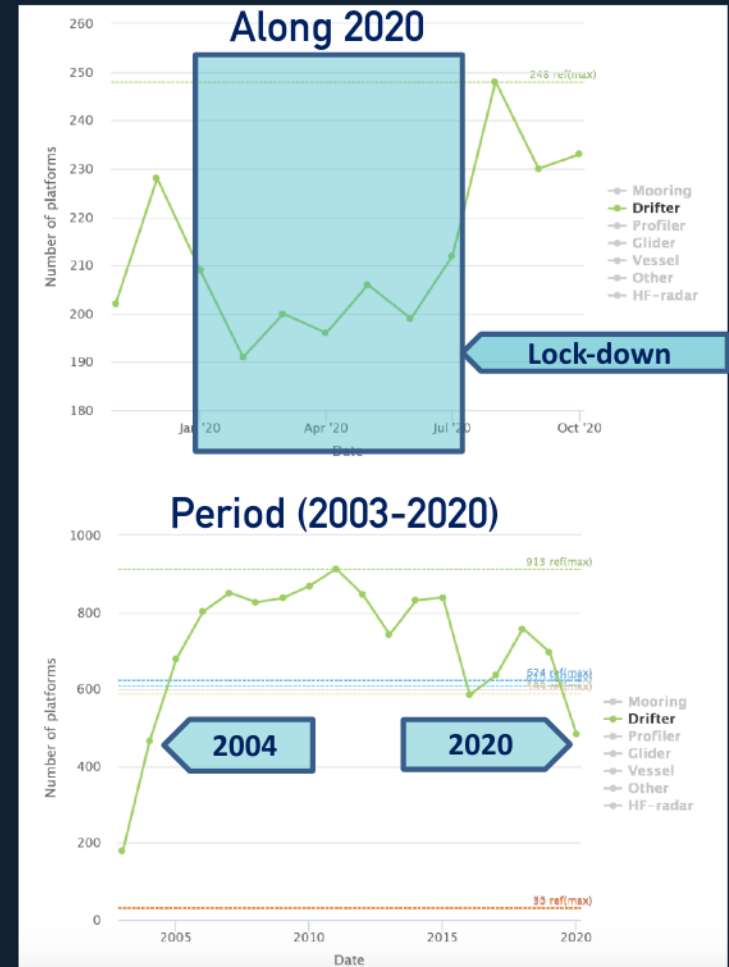 Along 2020
260
250
240
230
220
210
200
190
180
Number of platforms
248 ref(max)
Mooring
Drifter
Profiler
Glider
Vessel
Other
HF-radar
Lock-down
Jan '20
Apr '20
Jul '20
Oct '20
Date
Period (2003-2020)
1000
800
600
400
200
0
Number of platforms
913 ref(max)
624 ref(max)
2004
2020
Mooring
Drifter
Profiler
Glider
Vessel
Other
HF-radar
ref(max)
2005
2010
2015
2020
Date